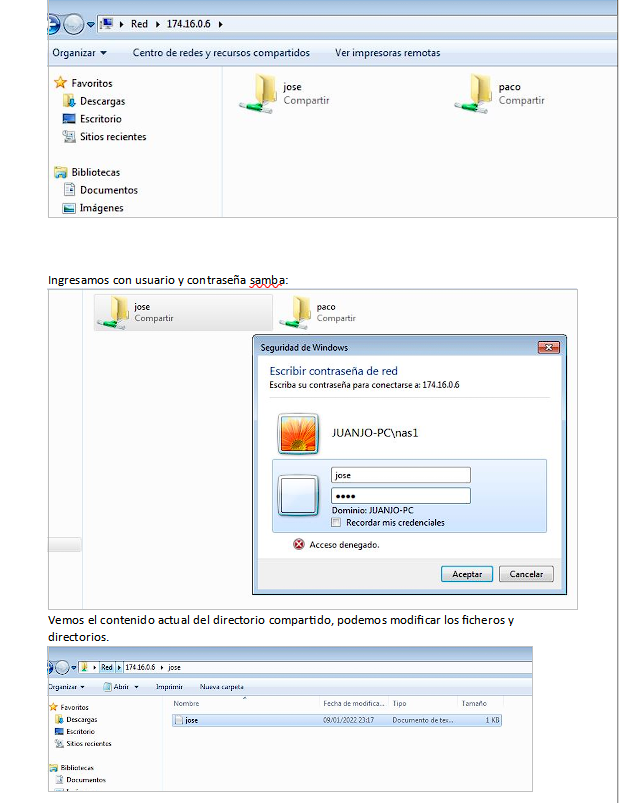 Red 174.16.0.6
Organizar Centro de redes y recursos compartidos Ver impresoras remotas
Favoritos
Descargas
Escritorio
Sitios recientes
Bibliotecas
Documentos
Imágenes
jose
Compartir
paco
Compartir
Ingresamos con usuario y contraseña samba:
jose
Compartir
paco
Compartir
Seguridad de Windows
Escribir contraseña de red
Escriba su contraseña para conectarse a: 174.16.0.6
JUANJO-PC\nas1
jose
••••
Dominio: JUANJO-PC
Recordar mis credenciales
Acceso denegado.
Aceptar Cancelar
Vemos el contenido actual del directorio compartido, podemos modificar los ficheros y
directorios.
Red 174.16.0.6 jose
Organizar Abrir Imprimir Nueva carpeta
Favoritos
Descargas
Escritorio
Sitios recientes
Bibliotecas
Documentos
Nombre Fecha de modifica... Tipo Tamaño
jose 09/01/2022 23:17 Documento de tex... 1 KB